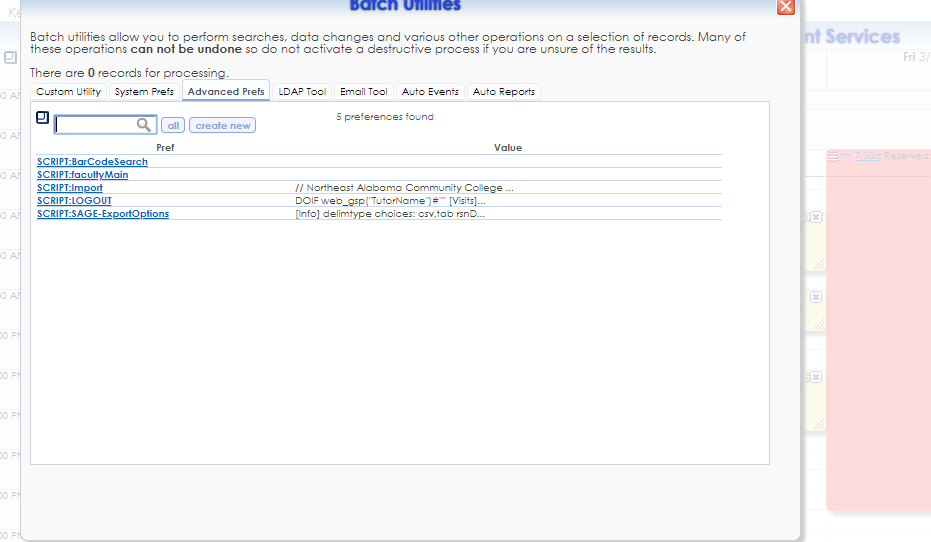 Batch Utilities
Batch utilities allow you to perform searches, data changes and various other operations on a selection of records. Many of
these operations can not be undone so do not activate a destructive process if you are unsure of the results.
There are 0 records for processing.
Custom Utility System Prefs Advanced Prefs LDAP Tool Email Tool Auto Events Auto Reports
all create new 5 preferences found
Pref Value
SCRIPT:BarCodeSearch
SCRIPT:facultyMain
SCRIPT:Import // Northeast Alabama Community College ...
SCRIPT:LOGOUT DOIF web_gsp("TutorName")#"" [Visits]...
SCRIPT:SAGE-ExportOptions [Info] delimtype choices: csv,tab rsnD...
nt Services
Fri 3/
7:30a Reserved